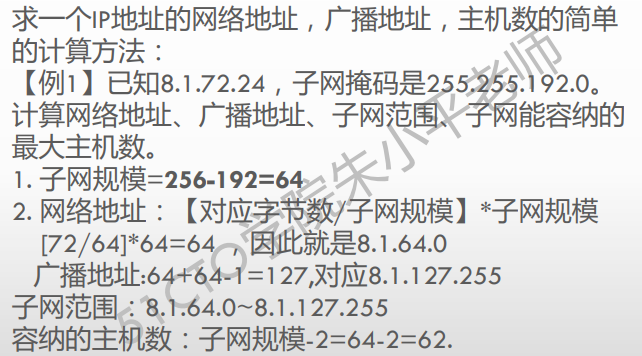 求一个IP地址的网络地址，广播地址，主机数的简单
的计算方法：
【例1】已知8.1.72.24，子网掩码是255.255.192.0。
计算网络地址、广播地址、子网范围、子网能容纳的
最大主机数。
1. 子网规模=256-192=64
2. 网络地址：【对应字节数/子网规模】*子网规模
[72/64]*64=64 ，因此就是8.1.64.0
广播地址:64+64-1=127,对应8.1.127.255
子网范围：8.1.64.0~8.1.127.255
容纳的主机数：子网规模-2=64-2=62.
51CTO学院朱小平老师